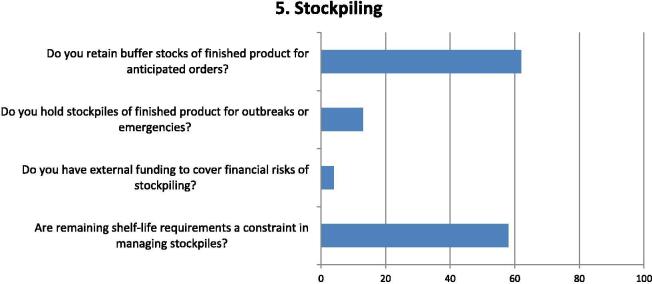 5. Stockpiling
Do you retain buffer stocks of finished product for
anticipated orders?
Do you hold stockpiles of finished product for outbreaks or
emergencies?
Do you have external funding to cover financial risks of
stockpiling?
Are remaining shelf-life requirements a constraint in
managing stockpiles?
0 20 40 60 80 100